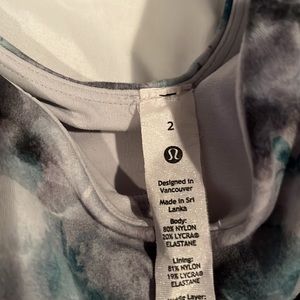 2
Designed in
Vancouver
Made in Sri
Lanka
Body:
80% NYLON
20% LYCRA®
ELASTANE
Lining:
81% NYLON
19% LYCRA®
ELASTANE
Layer: